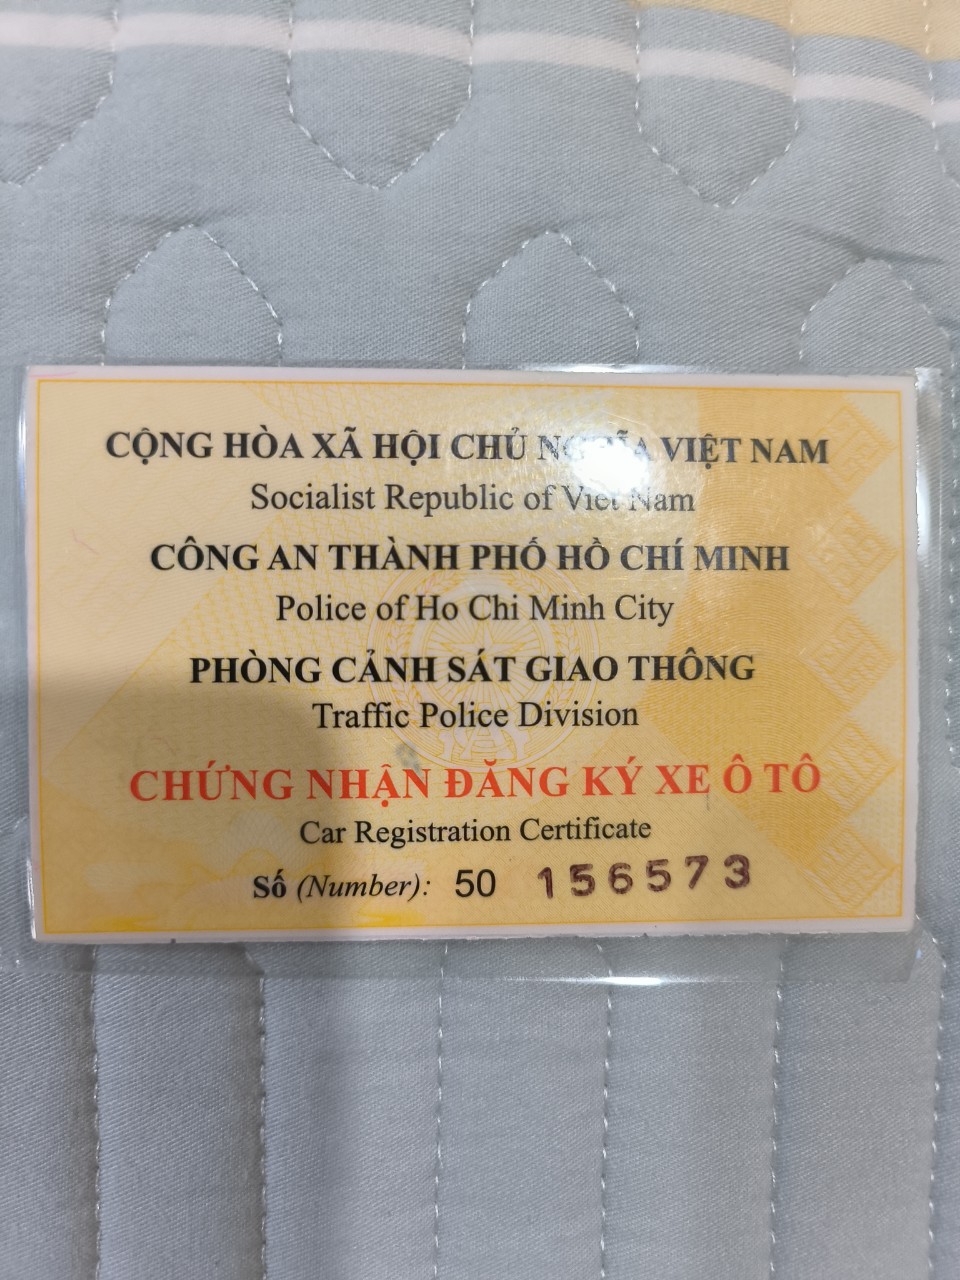 CỘNG HÒA XÃ HỘI CHỦ NGHĨA VIỆT NAM
Socialist Republic of Viet Nam
CÔNG AN THÀNH PHỐ HỒ CHÍ MINH
Police of Ho Chi Minh City
PHÒNG CẢNH SÁT GIAO THÔNG
Traffic Police Division
CHỨNG NHẬN ĐĂNG KÝ XE Ô TÔ
Car Registration Certificate
Số (Number): 50 156573